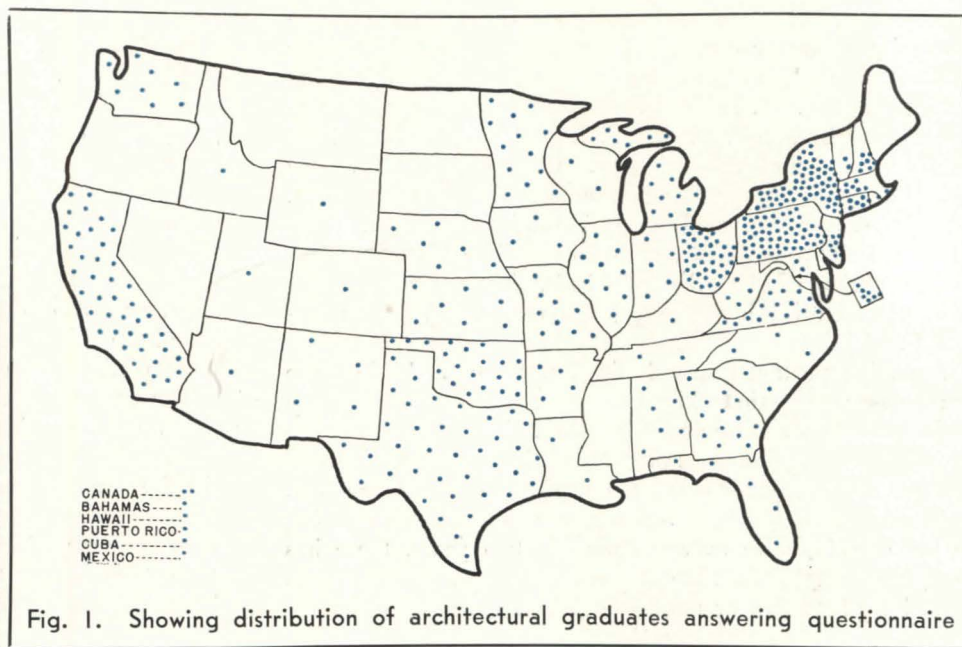 CANADA
BAHAMAS
HAWAII
PUERTO RICO
CUBA
MEXICO
Fig. 1. Showing distribution of architectural graduates answering questionnaire